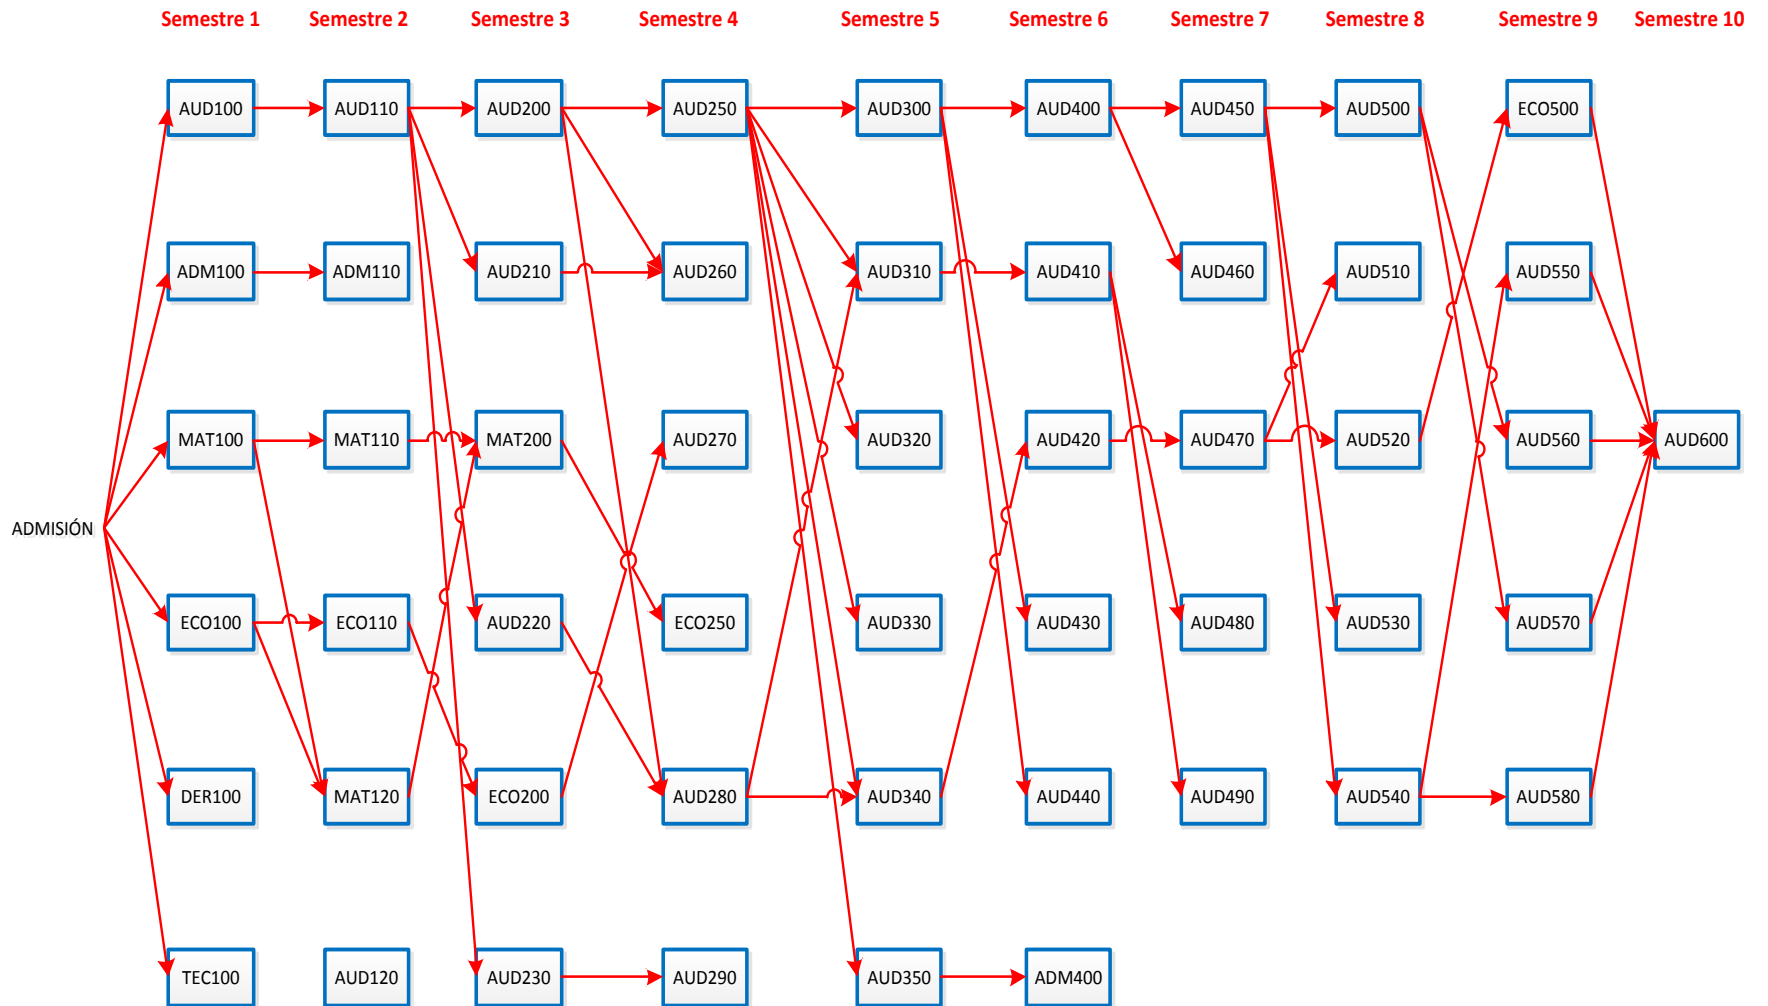 Semestre 1 Semestre 2 Semestre 3 Semestre 4 Semestre 5 Semestre 6 Semestre 7 Semestre 8 Semestre 9 Semestre 10
AUD100 AUD110 AUD200 AUD250 AUD300 AUD400 AUD450 AUD500 ECO500
ADM100 ADM110 AUD210 AUD260 AUD310 AUD410 AUD460 AUD510 AUD550
MAT100 MAT110 MAT200 AUD270 AUD320 AUD420 AUD470 AUD520 AUD560 AUD600
ADMISIÓN
ECO100 ECO110 AUD220 ECO250 AUD330 AUD430 AUD480 AUD530 AUD570
DER100 MAT120 ECO200 AUD280 AUD340 AUD440 AUD490 AUD540 AUD580
TEC100 AUD120 AUD230 AUD290 AUD350 ADM400